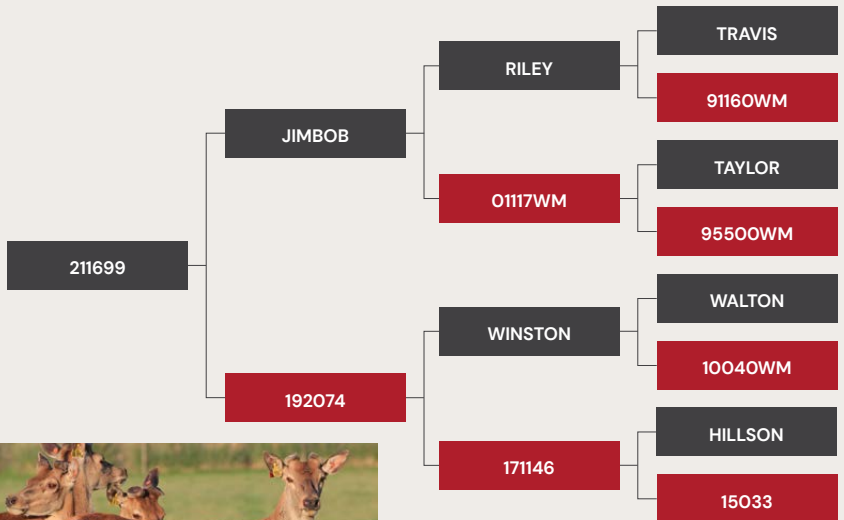 TRAVIS
RILEY
91160WM
JIMBOB
TAYLOR
01117WM
95500WM
211699
WALTON
WINSTON
10040WM
192074
HILLSON
171146
15033